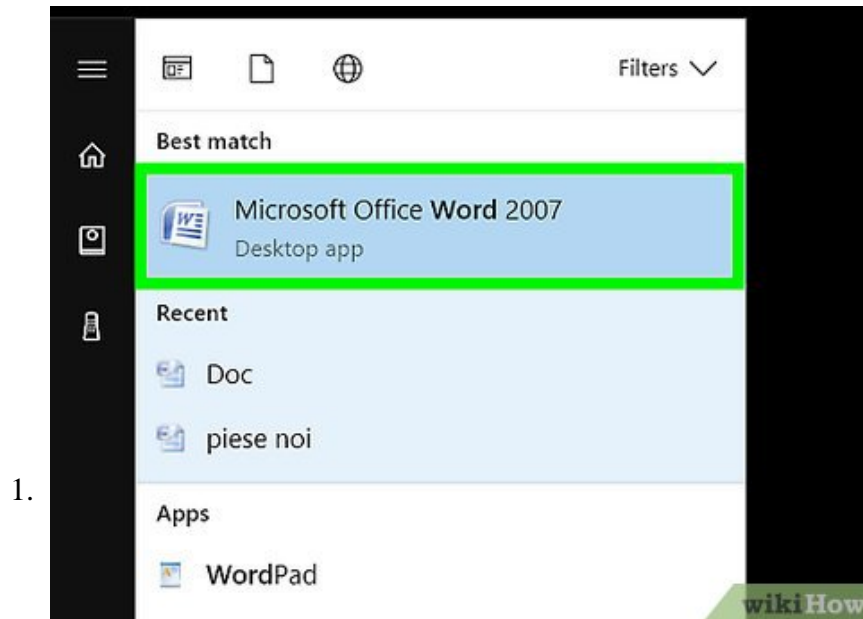 Filters
Best match
Microsoft Office Word 2007
Desktop app
Recent
Doc
piese noi
1.
Apps
WordPad
wikiHow